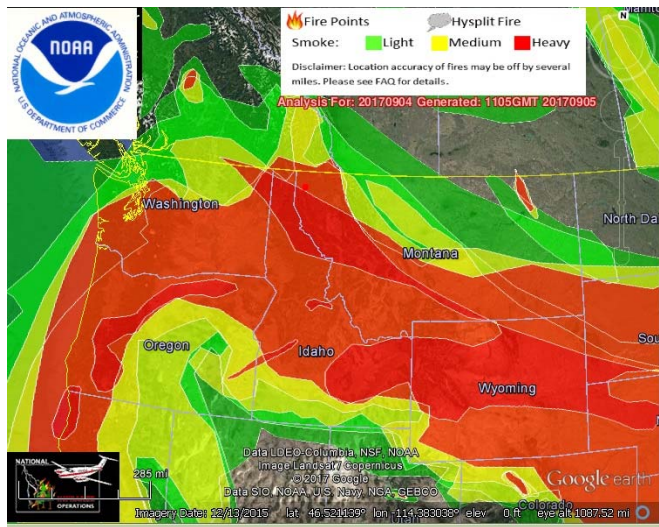 NATIONAL OCEANIC AND ATMOSPHERIC ADMINISTRATION
NOAA
U.S. DEPARTMENT OF COMMERCE
Fire Points Hysplit Fire
Smoke: Light Medium Heavy
Disclaimer: Location accuracy of fires may be off by several
miles. Please see FAQ for details.
N
Analysis For: 20170904 Generated: 1105GMT 20170905
Washington
North Da
Montana
Oregon
Idaho
Sou
Wyoming
Data LDEO-Columbia, NSF, NOAA
Image Landsat / Copernicus
© 2017 Google
Data SIO, NOAA, U.S. Navy, NGA, GEBCO
NATIONAL
OPERATIONS
285 mi
Google earth
Colorado
Imagery Date: 12/13/2015 lat 46.521139° lon -114.383038° elev 0 ft eye alt 1087.52 mi